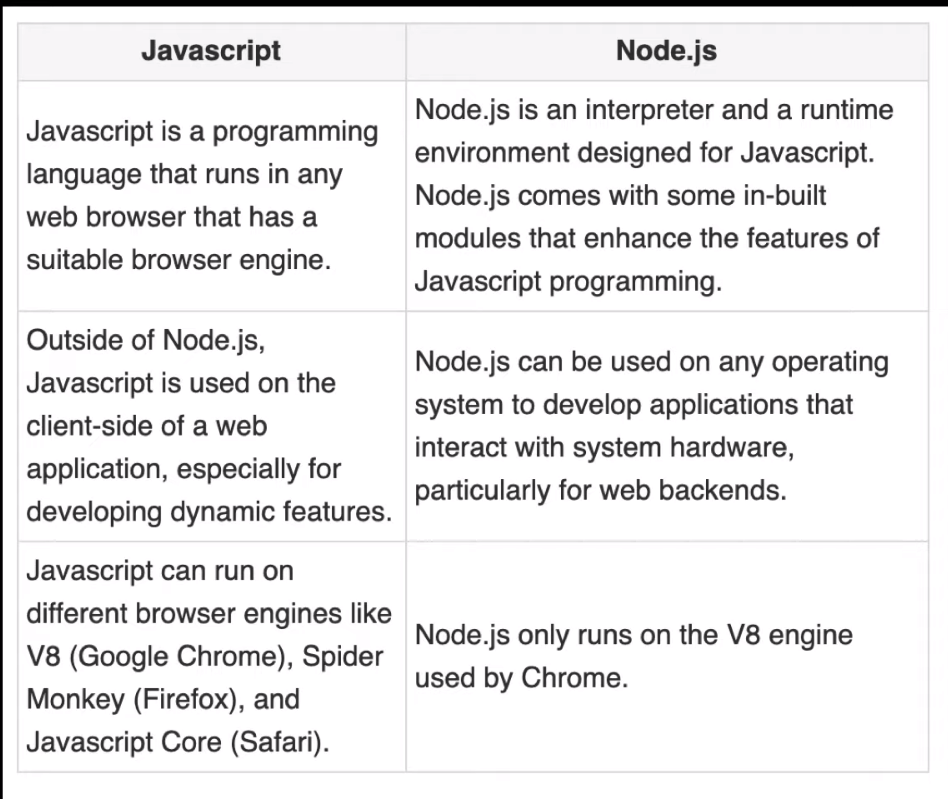 Javascript
Node.js
Javascript is a programming
language that runs in any
web browser that has a
suitable browser engine.
Node.js is an interpreter and a runtime
environment designed for Javascript.
Node.js comes with some in-built
modules that enhance the features of
Javascript programming.
Outside of Node.js,
Javascript is used on the
client-side of a web
application, especially for
developing dynamic features.
Node.js can be used on any operating
system to develop applications that
interact with system hardware,
particularly for web backends.
Javascript can run on
different browser engines like
V8 (Google Chrome), Spider
Monkey (Firefox), and
Javascript Core (Safari).
Node.js only runs on the V8 engine
used by Chrome.